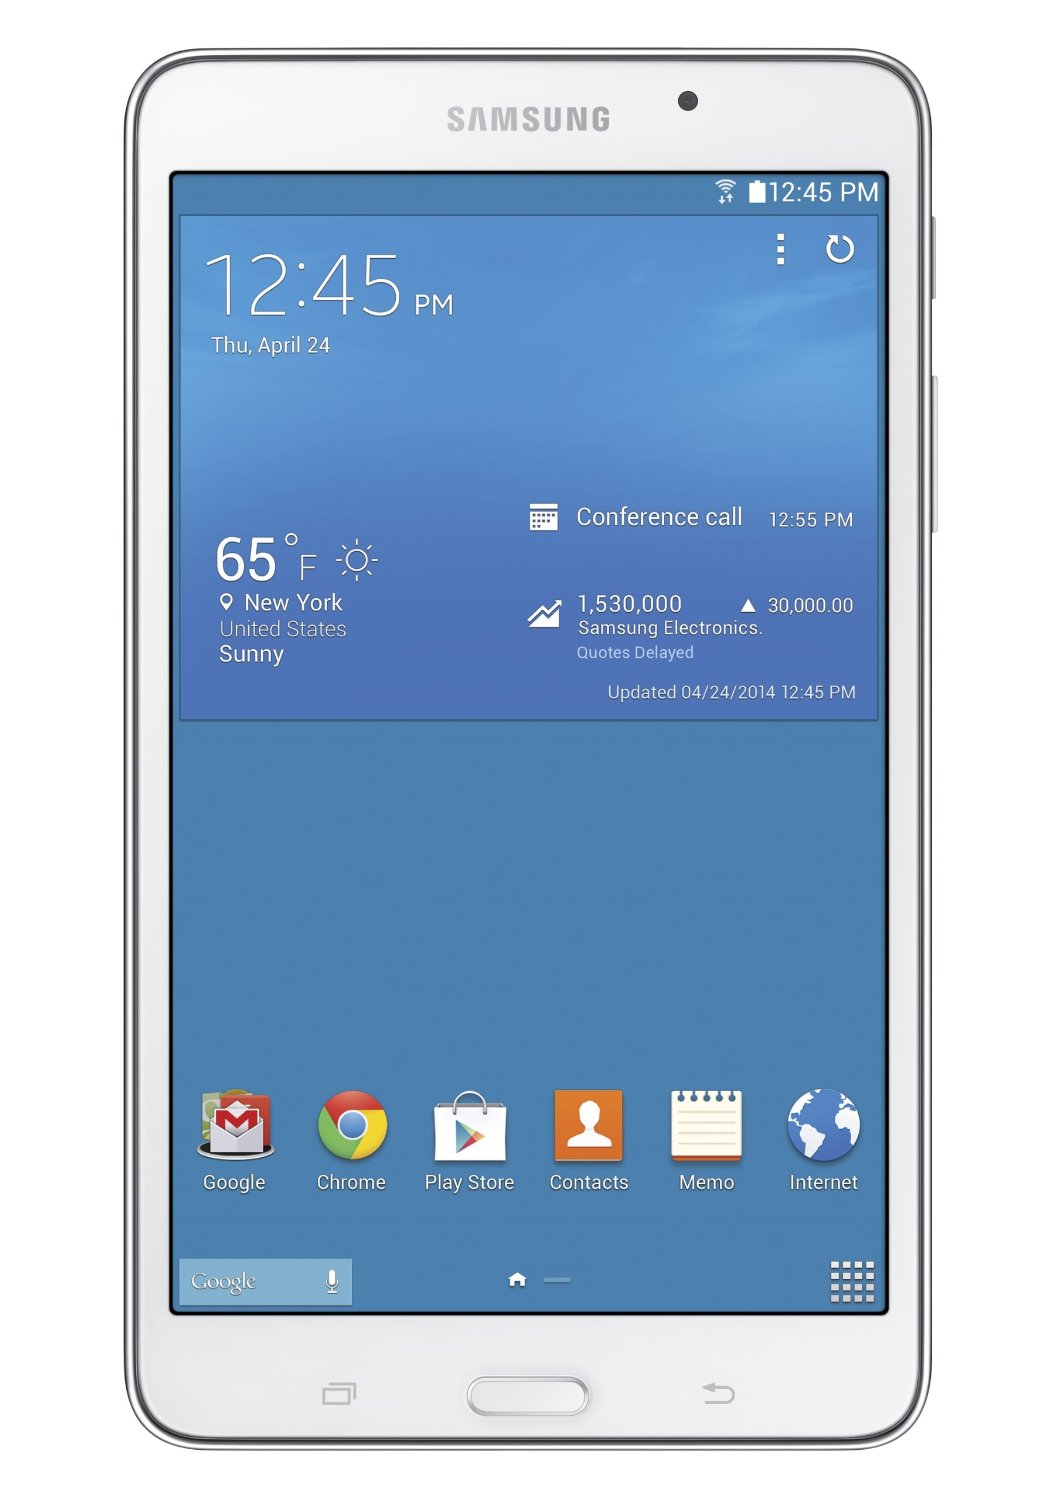 SAMSUNG
12:45 PM
12:45 PM
Thu, April 24
Conference call 12:55 PM
65°F
New York
United States
Sunny
1,530,000 ▲ 30,000.00
Samsung Electronics.
Quotes Delayed
Updated 04/24/2014 12:45 PM
Google Chrome Play Store Contacts Memo Internet
Google